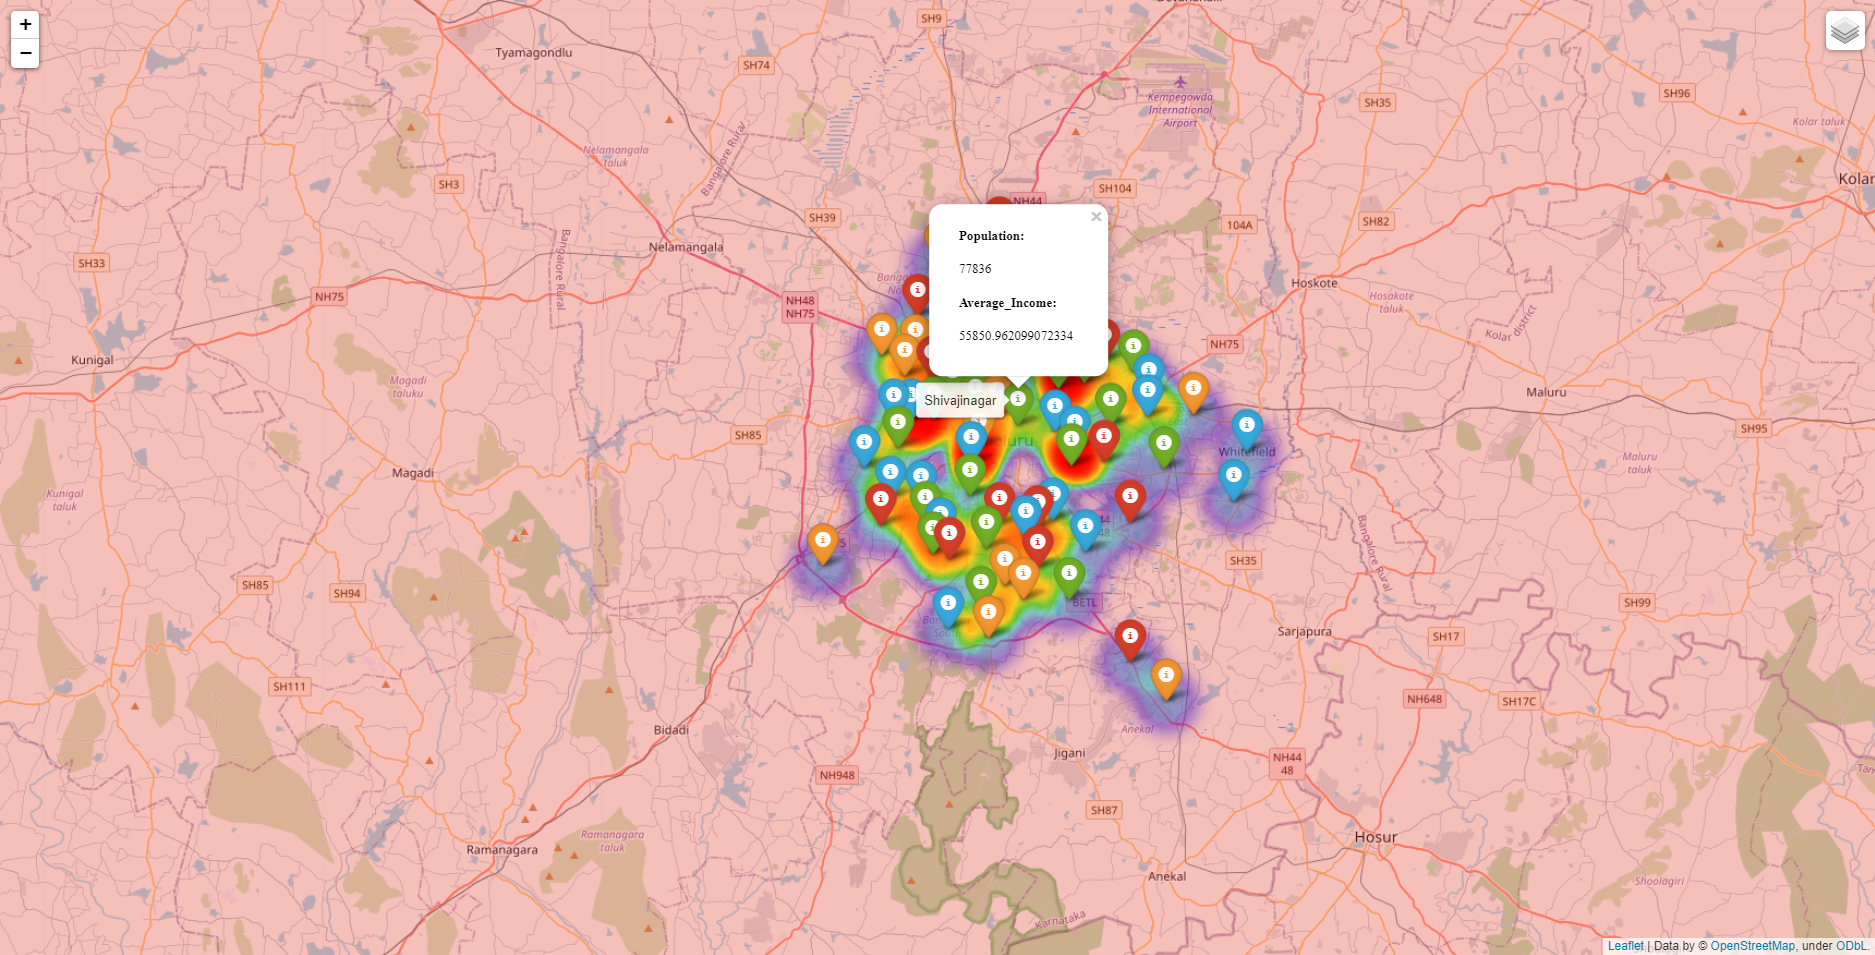 +
−
Devanahalli
SH9
Tyamagondlu
SH74
Kempegowda
International
Airport
SH96
SH35
Kolar taluk
Nelamangala
taluk
Bangalore Rural
SH3
SH104
Kolar
NH44
SH39
SH82
104A
Nelamangala
SH33
Bangalore Rural
NH75
NH48
NH75
Hoskote
Hosakote
taluk
Kolar district
NH75
Kunigal
Magadi
taluku
Maluru
×
Population:
77836
Average_Income:
55850.962099072334
Shivajinagar
SH85
SH95
Whitefield
Maluru
taluk
Magadi
Kunigal
taluk
Bangalore Rural
SH35
SH85
SH94
SH99
BETL
Sarjapura
SH17
SH111
NH648
SH17C
Bidadi
Anekal
Jigani
NH44
48
NH948
SH87
Hosur
Ramanagara
taluk
Ramanagara
Anekal
Shoolagiri
Karnataka
Leaflet | Data by © OpenStreetMap, under ODbL.